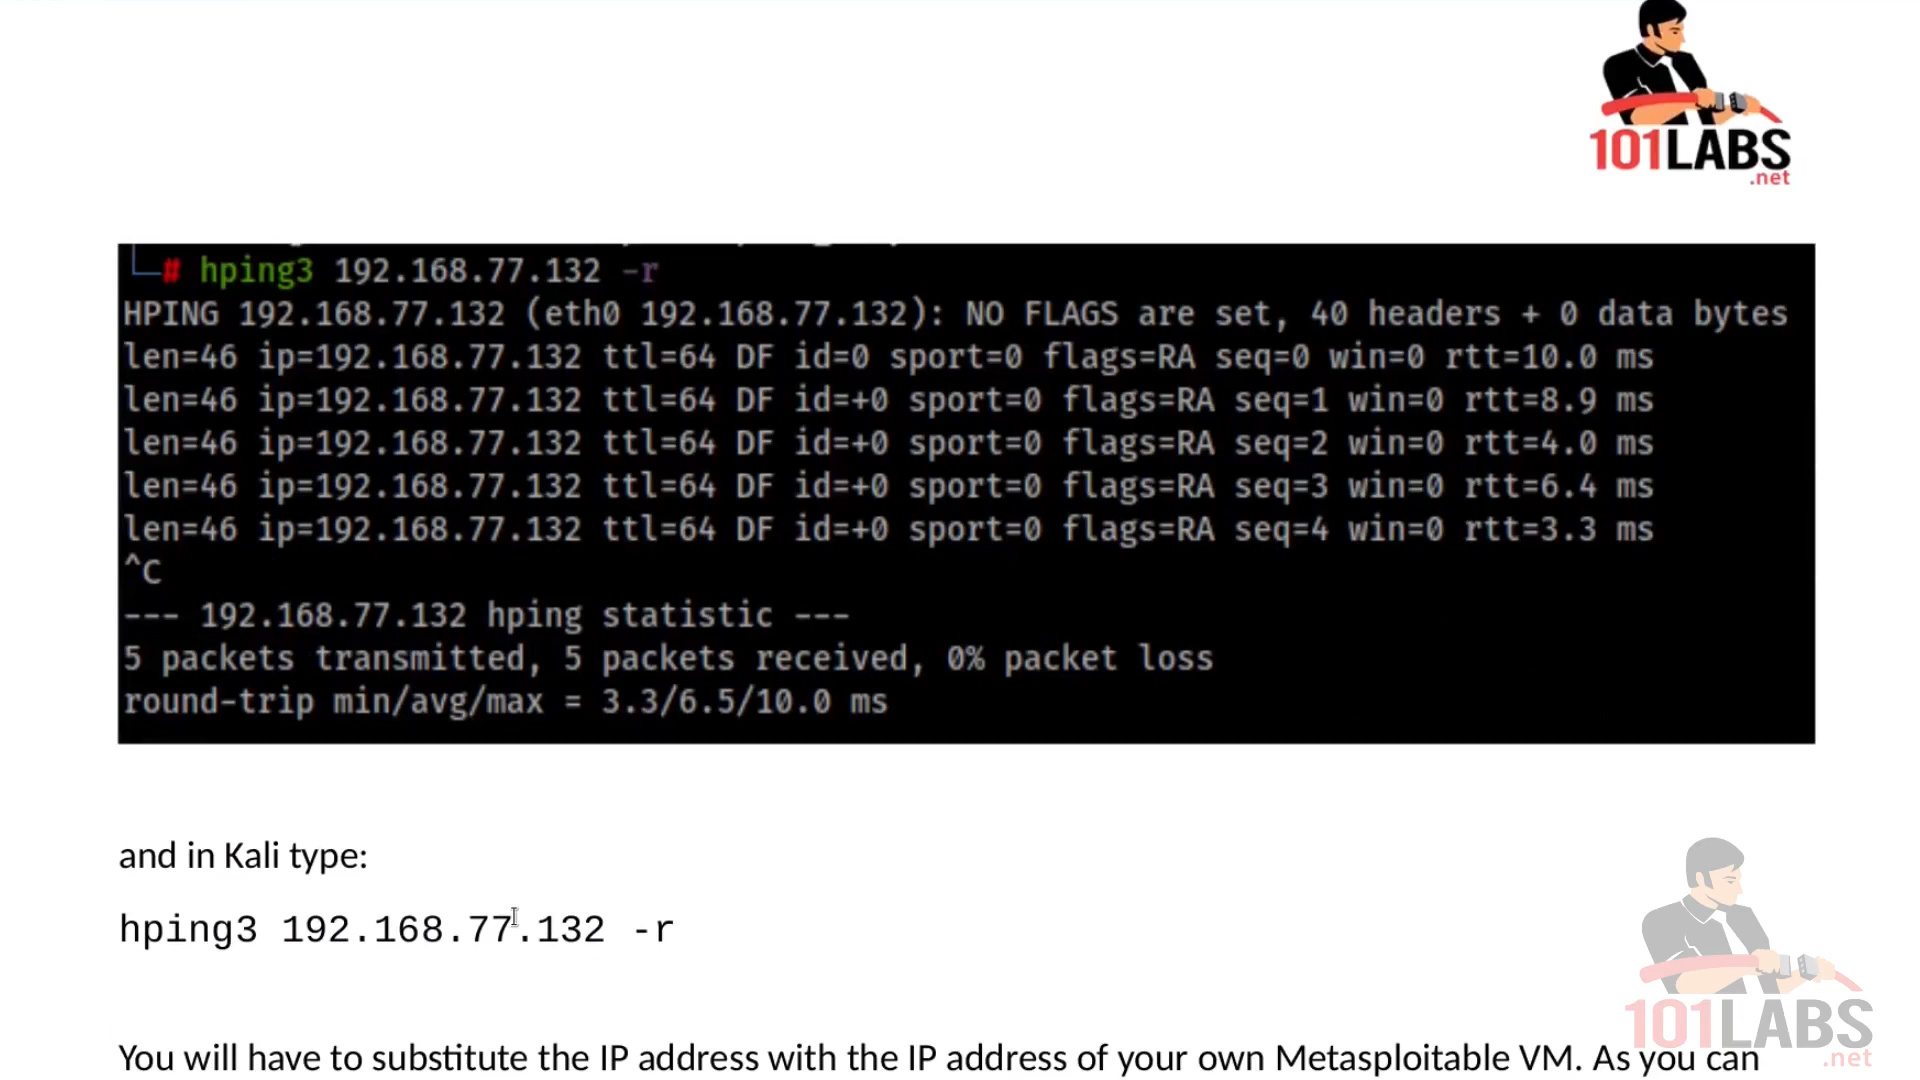 101LABS
.net
└─# hping3 192.168.77.132 -r
HPING 192.168.77.132 (eth0 192.168.77.132): NO FLAGS are set, 40 headers + 0 data bytes
len=46 ip=192.168.77.132 ttl=64 DF id=0 sport=0 flags=RA seq=0 win=0 rtt=10.0 ms
len=46 ip=192.168.77.132 ttl=64 DF id=+0 sport=0 flags=RA seq=1 win=0 rtt=8.9 ms
len=46 ip=192.168.77.132 ttl=64 DF id=+0 sport=0 flags=RA seq=2 win=0 rtt=4.0 ms
len=46 ip=192.168.77.132 ttl=64 DF id=+0 sport=0 flags=RA seq=3 win=0 rtt=6.4 ms
len=46 ip=192.168.77.132 ttl=64 DF id=+0 sport=0 flags=RA seq=4 win=0 rtt=3.3 ms
^C
--- 192.168.77.132 hping statistic ---
5 packets transmitted, 5 packets received, 0% packet loss
round-trip min/avg/max = 3.3/6.5/10.0 ms
and in Kali type:
hping3 192.168.77.132 -r
You will have to substitute the IP address with the IP address of your own Metasploitable VM. As you can
101LABS
.net